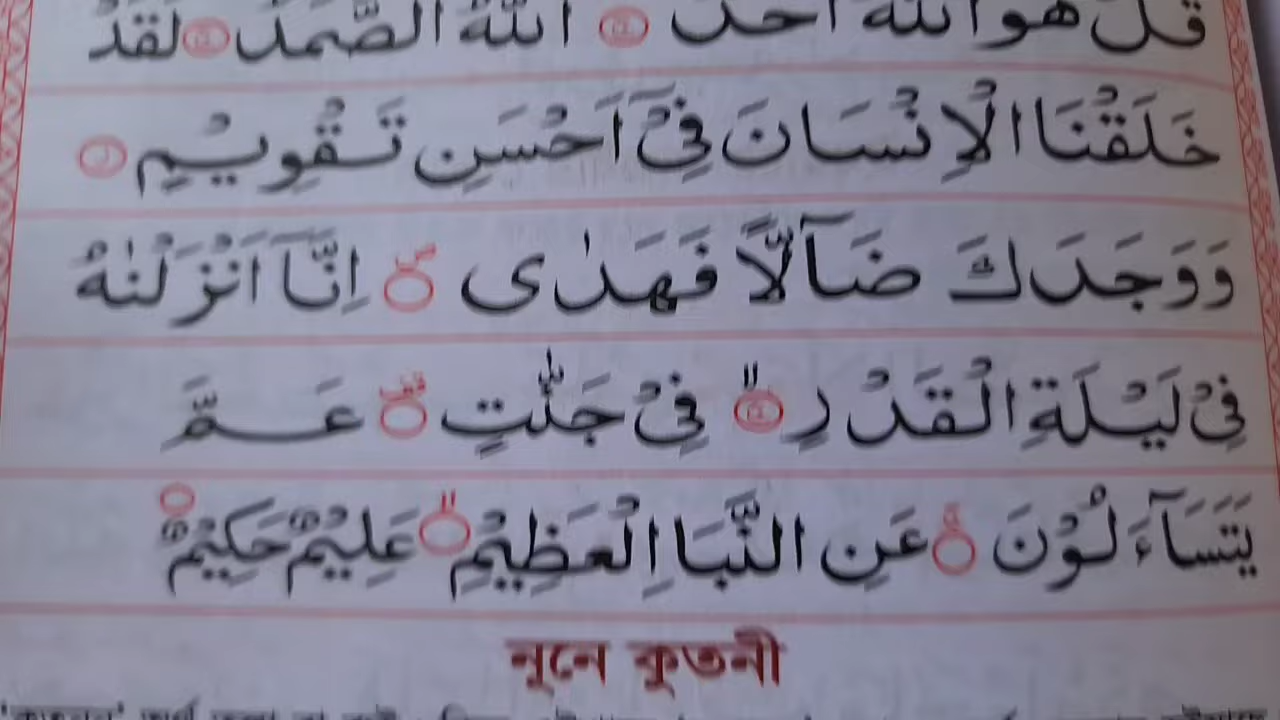 قُلْ هُوَ اللّٰهُ اَحَدٌ اَللّٰهُ الصَّمَدُ لَقَدْ
خَلَقْنَا الْاِنْسَانَ فِىْٓ اَحْسَنِ تَقْوِيْمٍ
وَوَجَدَكَ ضَآلًّا فَهَدٰى اِنَّآ اَنْزَلْنٰهُ
فِىْ لَيْلَةِ الْقَدْرِ فِىْ جَنّٰتٍ عَمَّ
يَتَسَآءَلُوْنَ عَنِ النَّبَاِ الْعَظِيْمِ عَلِيْمٌ حَكِيْمٌ
নূনে কুতনী